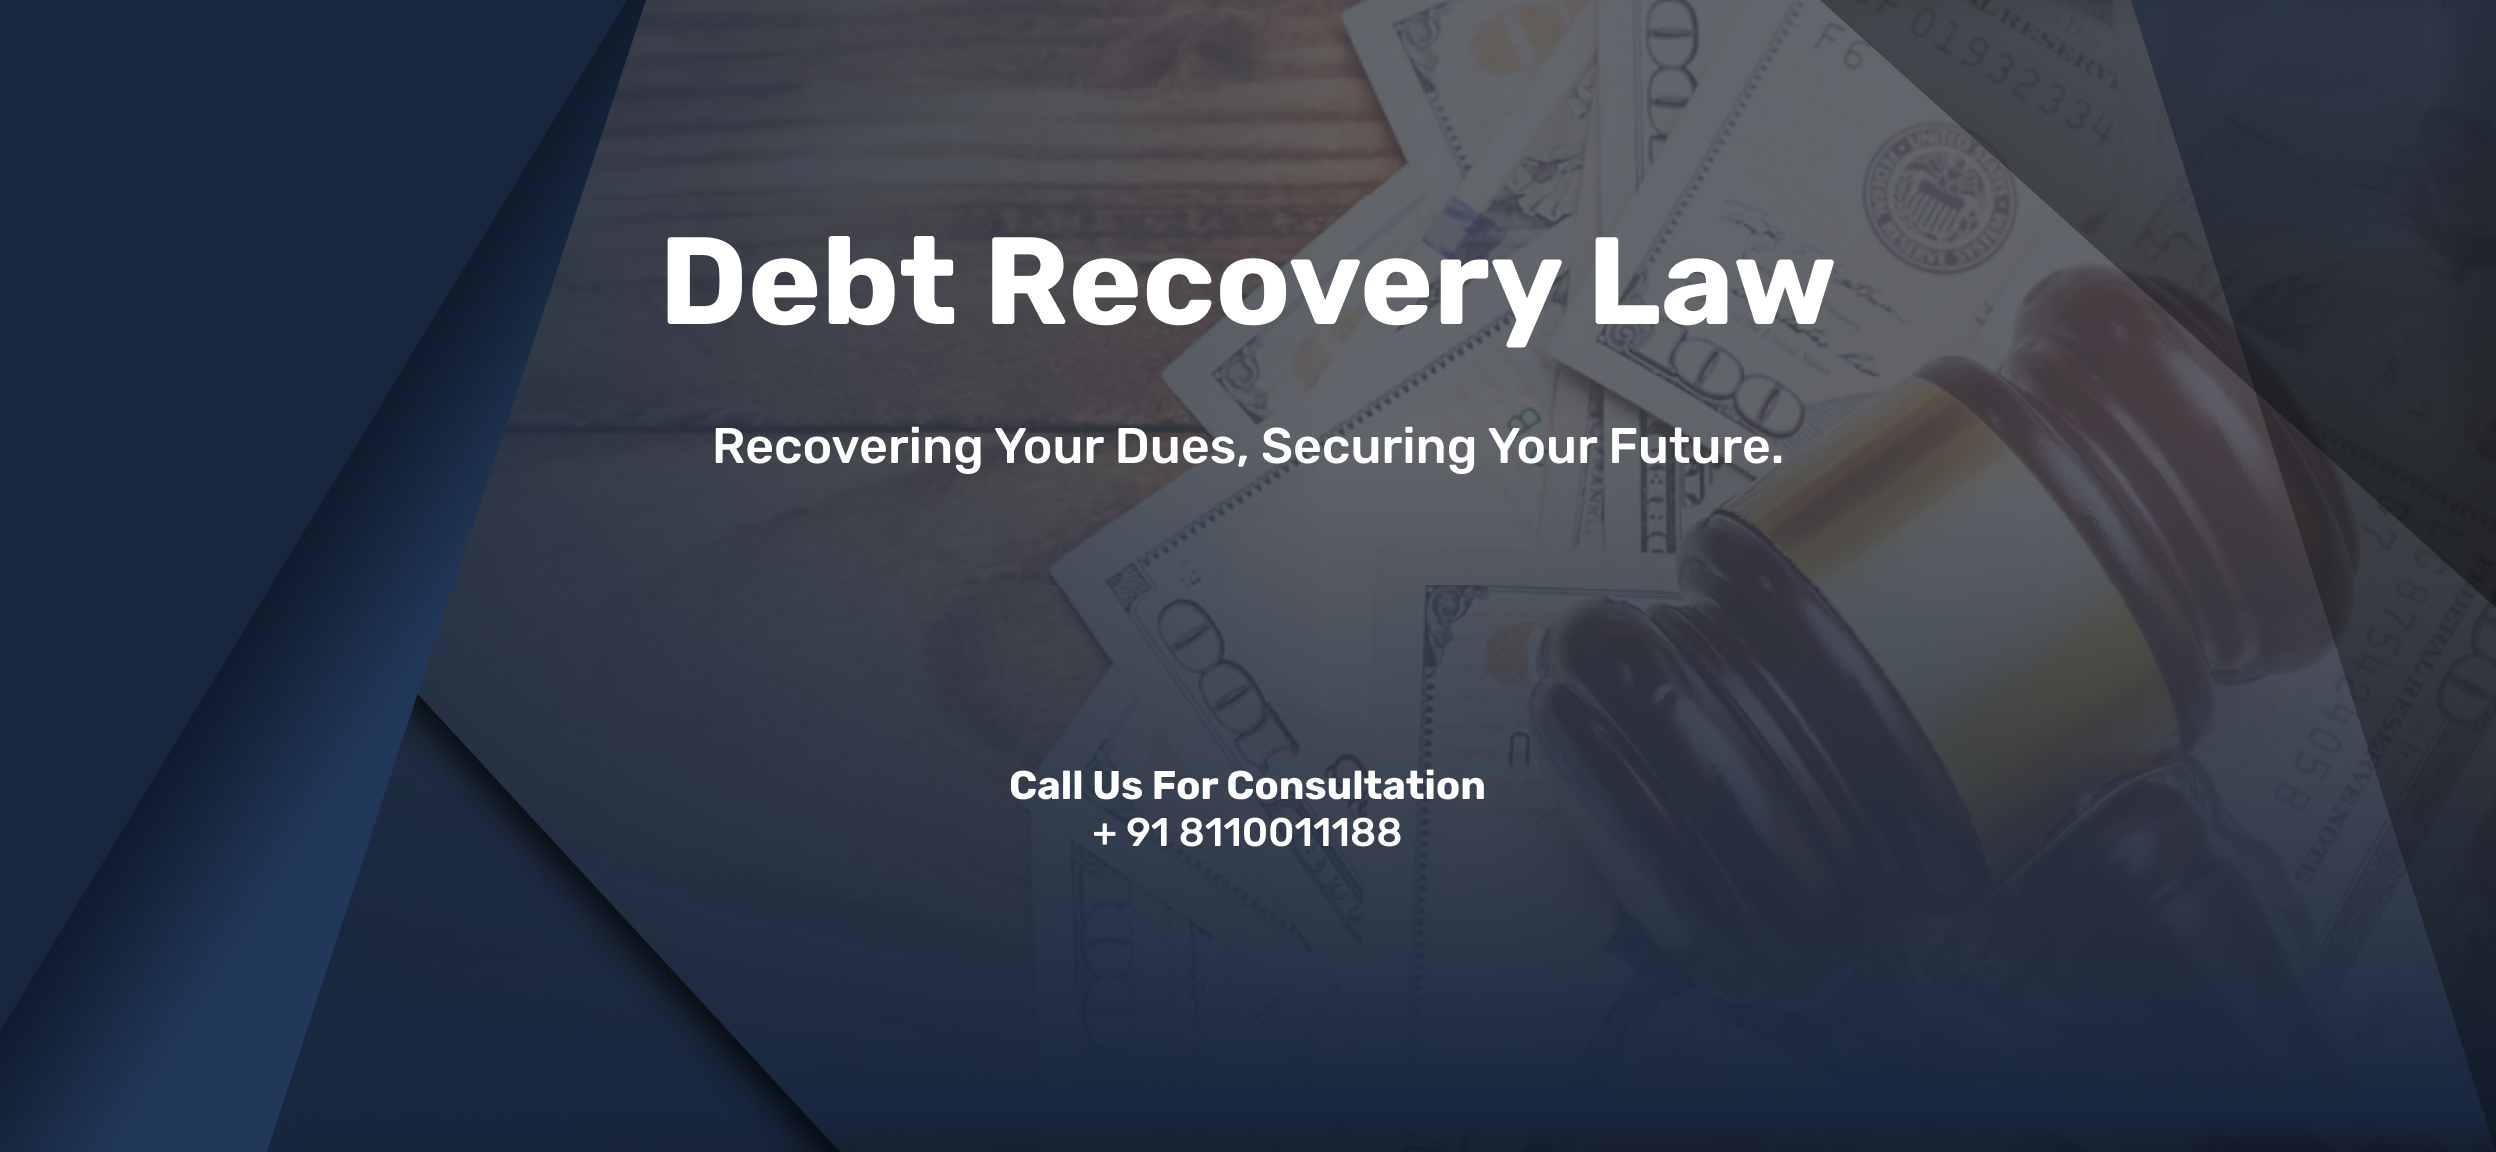 Debt Recovery Law
Recovering Your Dues, Securing Your Future.
Call Us For Consultation
+ 91 8110011188